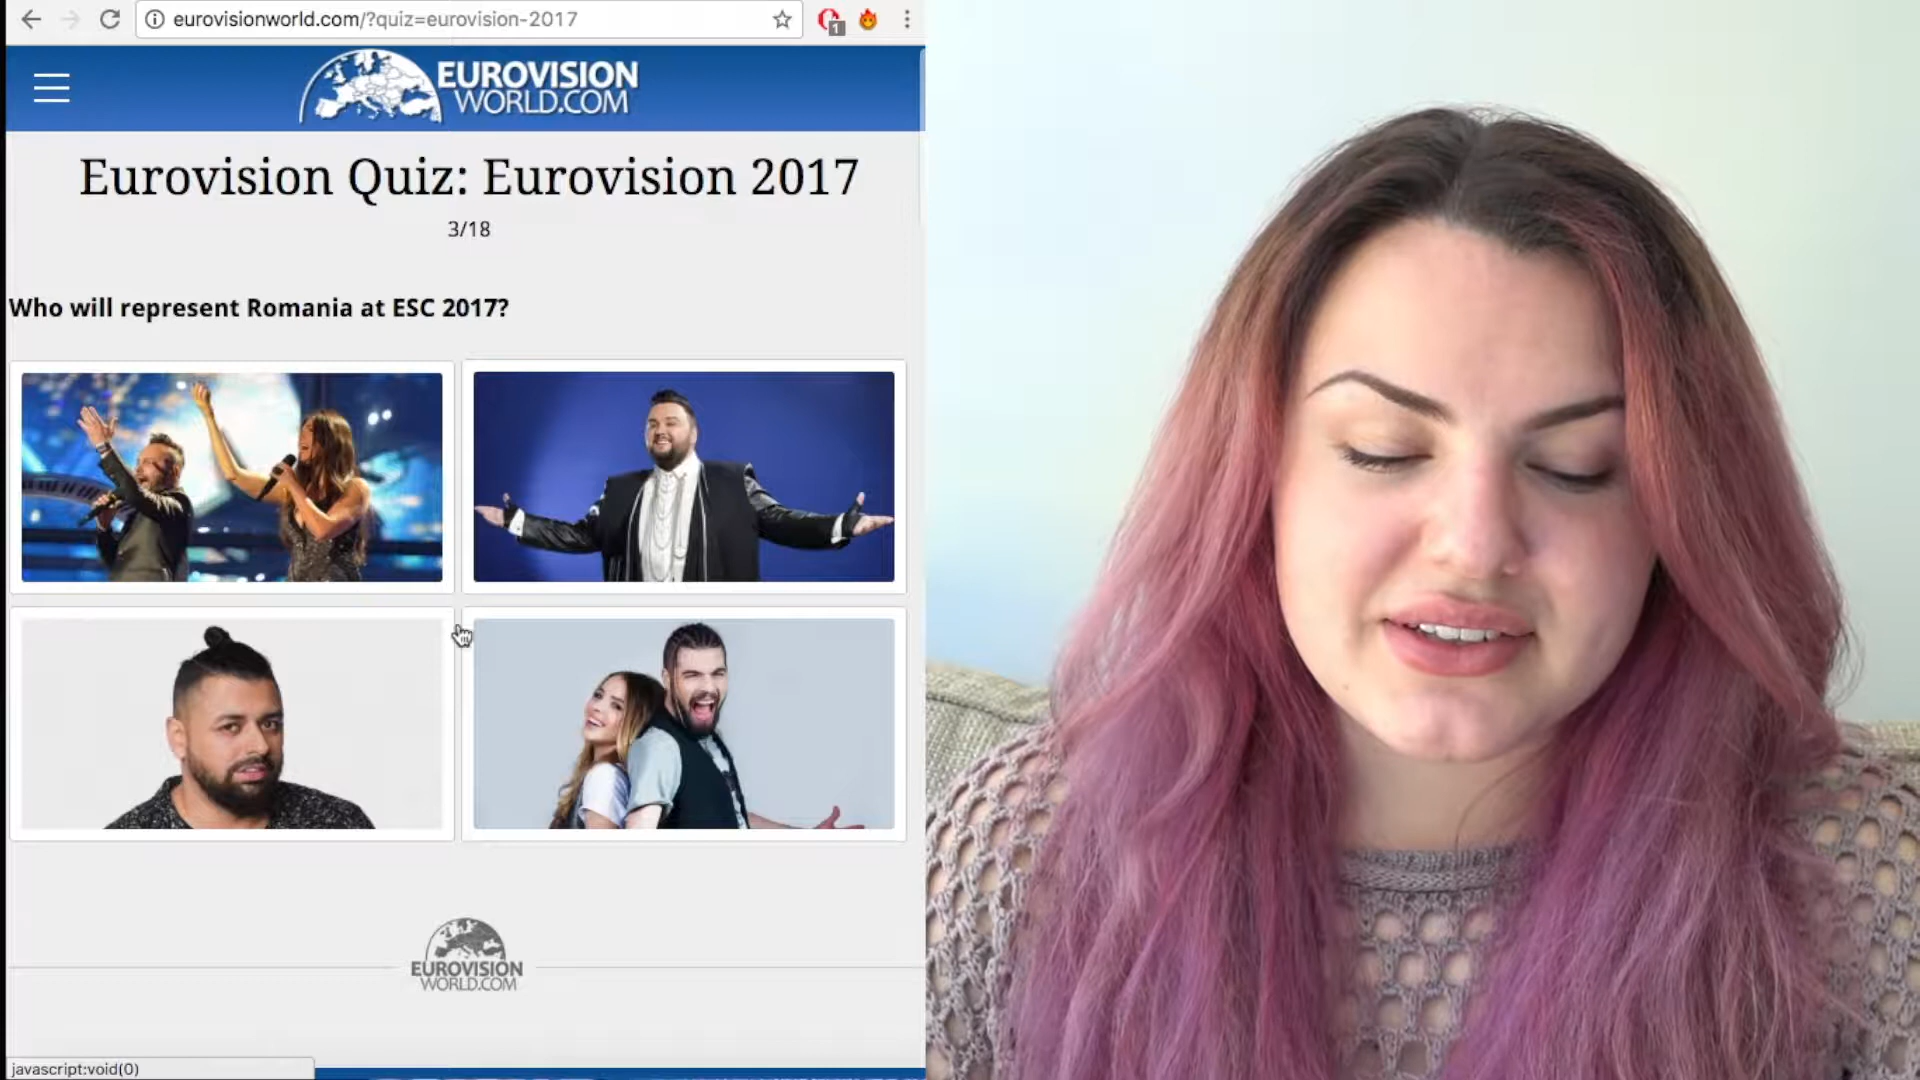 eurovisionworld.com/?quiz=eurovision-2017
1
EUROVISION
WORLD.COM
Eurovision Quiz: Eurovision 2017
3/18
Who will represent Romania at ESC 2017?
EUROVISION
WORLD.COM
javascript:void(0)